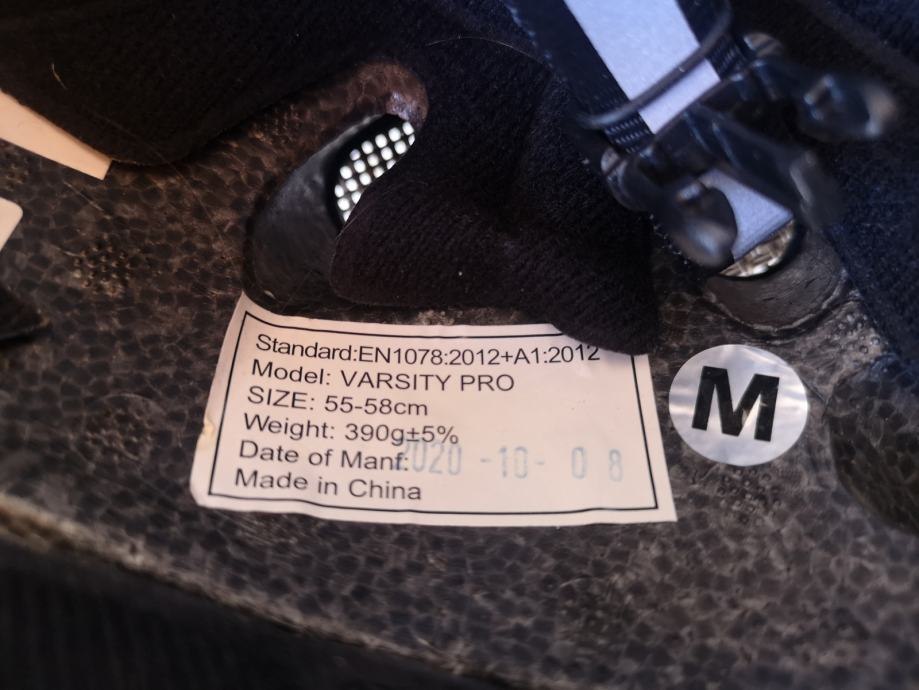 Standard:EN1078:2012+A1:2012
Model: VARSITY PRO
SIZE: 55-58cm
Weight: 390g±5%
Date of Manf: 2020 -10- 08
Made in China
M